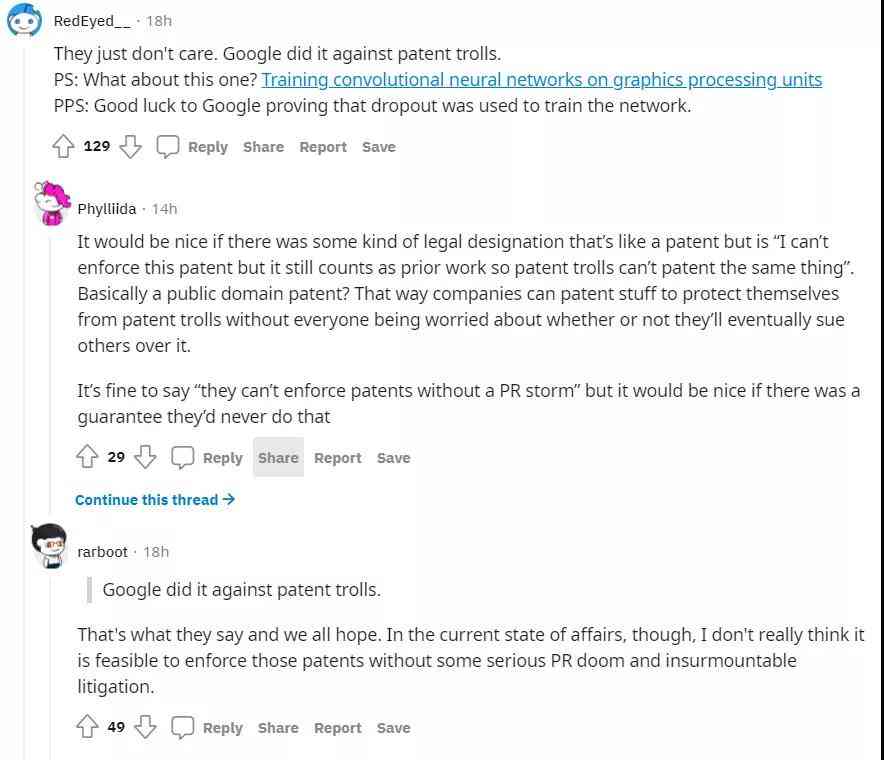 RedEyed__ · 18h
They just don't care. Google did it against patent trolls.
PS: What about this one? Training convolutional neural networks on graphics processing units
PPS: Good luck to Google proving that dropout was used to train the network.
129 Reply Share Report Save
Phylliida · 14h
It would be nice if there was some kind of legal designation that’s like a patent but is “I can’t
enforce this patent but it still counts as prior work so patent trolls can’t patent the same thing”.
Basically a public domain patent? That way companies can patent stuff to protect themselves
from patent trolls without everyone being worried about whether or not they’ll eventually sue
others over it.
It’s fine to say “they can’t enforce patents without a PR storm” but it would be nice if there was a
guarantee they’d never do that
29 Reply Share Report Save
Continue this thread →
rarboot · 18h
Google did it against patent trolls.
That's what they say and we all hope. In the current state of affairs, though, I don't really think it
is feasible to enforce those patents without some serious PR doom and insurmountable
litigation.
49 Reply Share Report Save